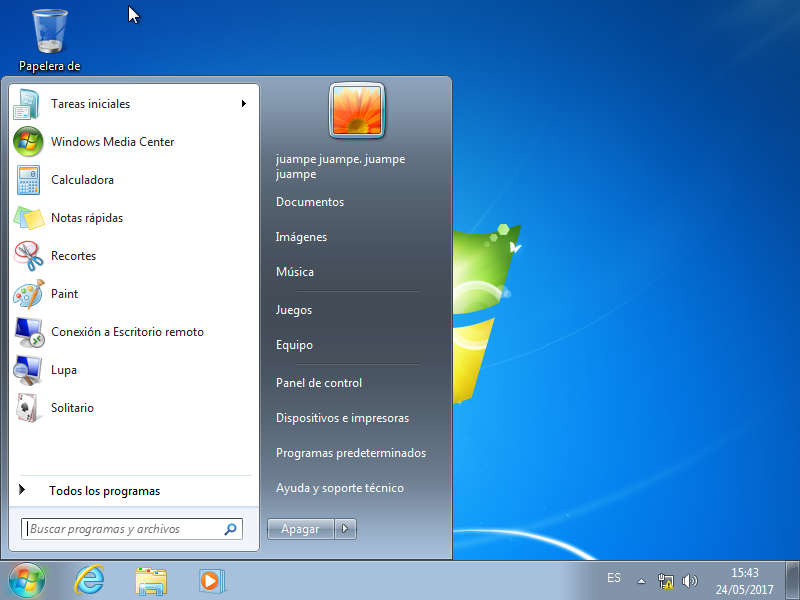 Papelera de
Tareas iniciales
Windows Media Center
Calculadora
Notas rápidas
Recortes
Paint
Conexión a Escritorio remoto
Lupa
Solitario
Todos los programas
Buscar programas y archivos
juampe juampe. juampe
juampe
Documentos
Imágenes
Música
Juegos
Equipo
Panel de control
Dispositivos e impresoras
Programas predeterminados
Ayuda y soporte técnico
Apagar
ES
15:43
24/05/2017